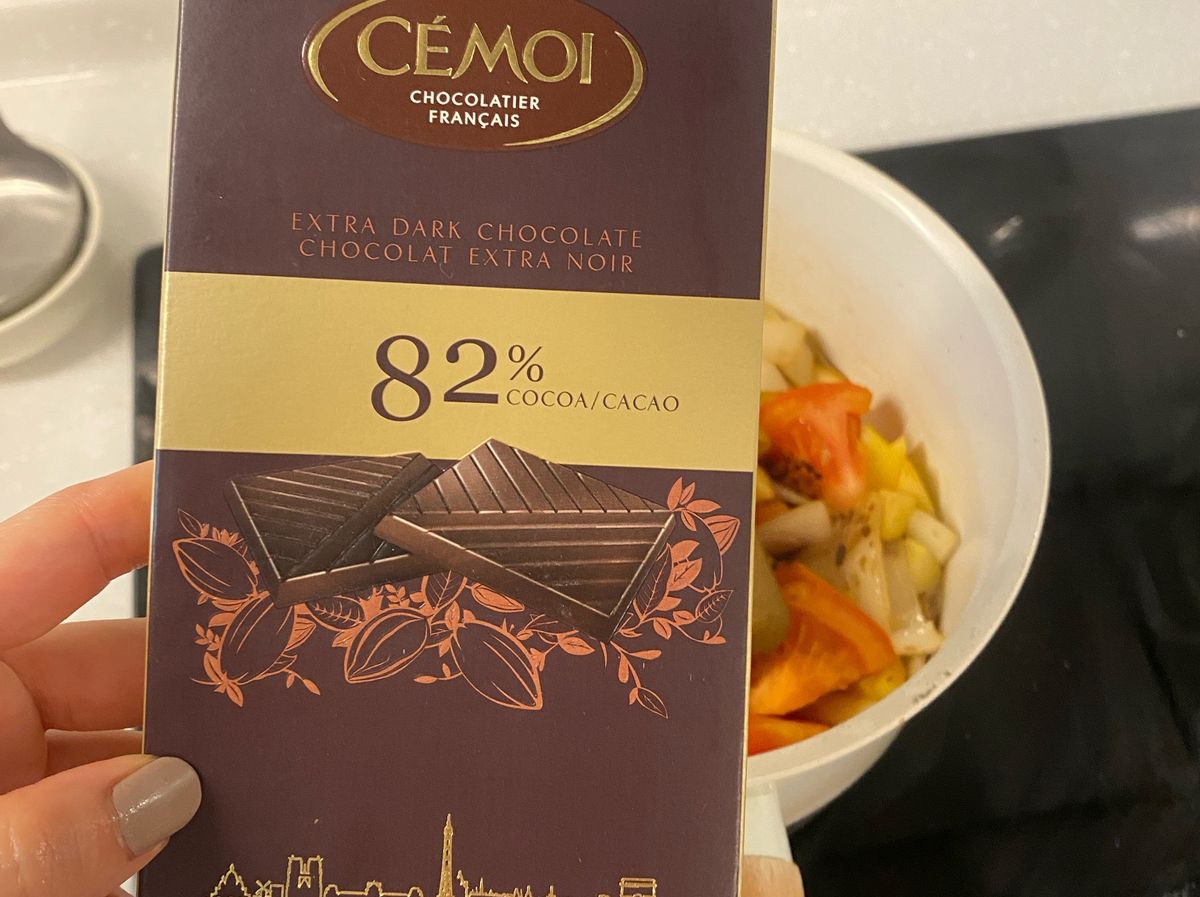 CÉMOI
CHOCOLATIER
FRANÇAIS
EXTRA DARK CHOCOLATE
CHOCOLAT EXTRA NOIR
82%
COCOA/CACAO